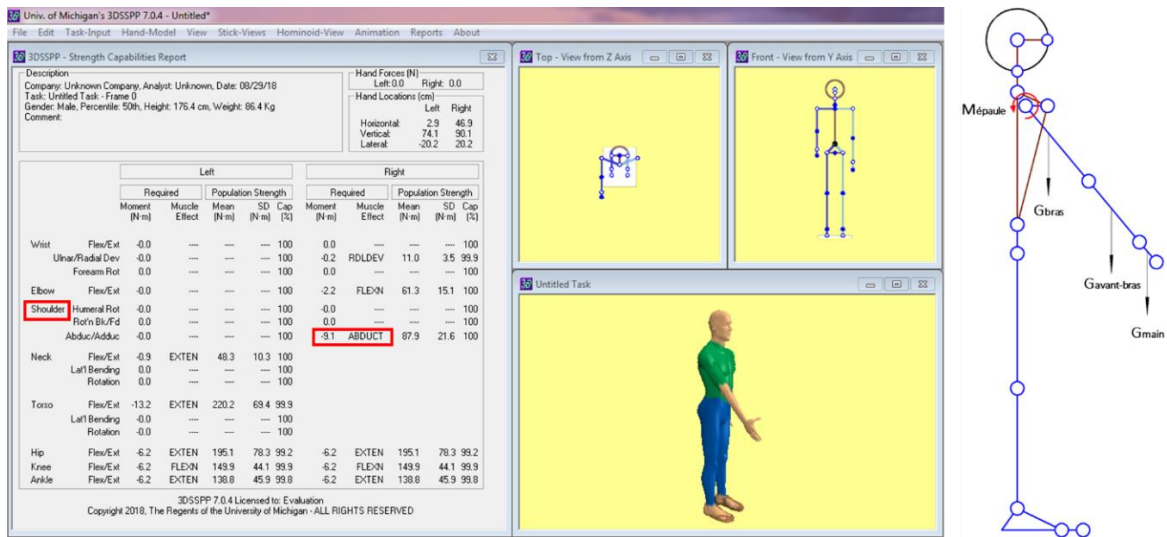 Univ. of Michigan's 3DSSPP 7.0.4 - Untitled*
File Edit Task-Input Hand-Model View Stick-Views Hominoid-View Animation Reports About
3DSSPP - Strength Capabilities Report
Description
Company: Unknown Company, Analyst: Unknown, Date: 08/29/18
Task: Untitled Task - Frame 0
Gender: Male, Percentile: 50th, Height: 176.4 cm, Weight: 86.4 Kg
Comment:
Hand Forces (N)
Left: 0.0 Right: 0.0
Hand Locations (cm)
Left Right
Horizontal: 2.9 46.9
Vertical: 74.1 90.1
Lateral: -20.2 20.2
Left Right
Required Population Strength Required Population Strength
Moment Muscle Mean SD Cap Moment Muscle Mean SD Cap
(N·m) Effect (N·m) (N·m) (%) (N·m) Effect (N·m) (N·m) (%)
Wrist Flex/Ext -0.0 ---- ---- ---- 100 0.0 ---- ---- ---- 100
Ulnar/Radial Dev -0.0 ---- ---- ---- 100 -0.2 RDLDEV 11.0 3.5 99.9
Forearm Rot 0.0 ---- ---- ---- 100 0.0 ---- ---- ---- 100
Elbow Flex/Ext -0.0 ---- ---- ---- 100 -2.2 FLEXN 61.3 15.1 100
Shoulder Humeral Rot -0.0 ---- ---- ---- 100 -0.0 ---- ---- ---- 100
Rot'n Bk/Fd 0.0 ---- ---- ---- 100 0.0 ---- ---- ---- 100
Abduc/Adduc -0.0 ---- ---- ---- 100 -9.1 ABDUCT 87.9 21.6 100
Neck Flex/Ext -0.9 EXTEN 48.3 10.3 100
Lat'l Bending 0.0 ---- ---- ---- 100
Rotation 0.0 ---- ---- ---- 100
Torso Flex/Ext -13.2 EXTEN 220.2 69.4 99.9
Lat'l Bending -0.0 ---- ---- ---- 100
Rotation -0.0 ---- ---- ---- 100
Hip Flex/Ext -6.2 EXTEN 195.1 78.3 99.2 -6.2 EXTEN 195.1 78.3 99.2
Knee Flex/Ext -6.2 FLEXN 149.9 44.1 99.9 -6.2 FLEXN 149.9 44.1 99.9
Ankle Flex/Ext -6.2 EXTEN 138.8 45.9 99.8 -6.2 EXTEN 138.8 45.9 99.8
3DSSPP 7.0.4 Licensed to: Evaluation
Copyright 2018, The Regents of the University of Michigan - ALL RIGHTS RESERVED
Top - View from Z Axis
Front - View from Y Axis
Untitled Task
Mépaule
Gbras
Gavant-bras
Gmain